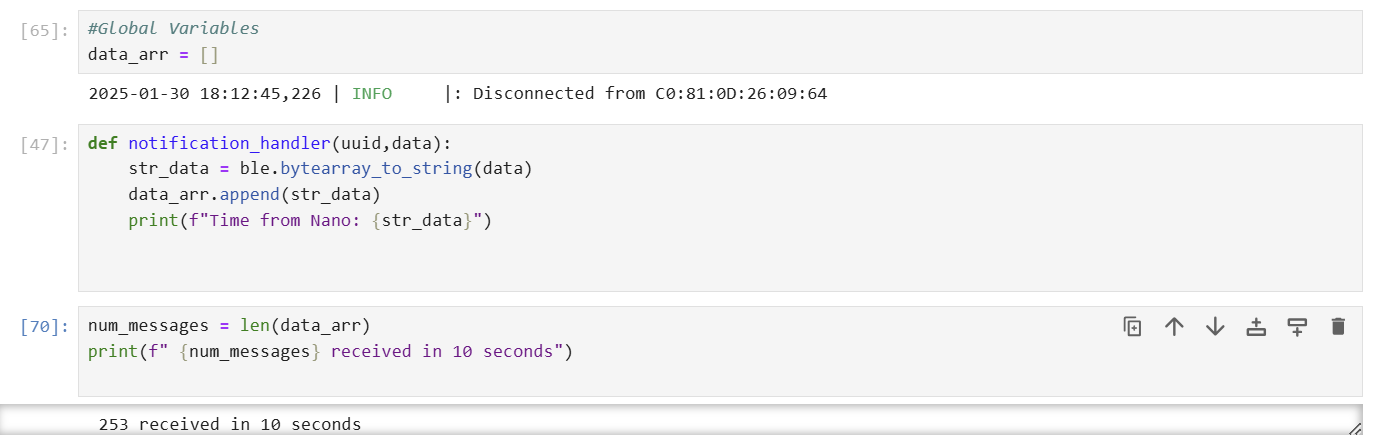 [65]: #Global Variables
data_arr = []
2025-01-30 18:12:45,226 | INFO     |: Disconnected from C0:81:0D:26:09:64
[47]: def notification_handler(uuid,data):
    str_data = ble.bytearray_to_string(data)
    data_arr.append(str_data)
    print(f"Time from Nano: {str_data}")
[70]: num_messages = len(data_arr)
print(f" {num_messages} received in 10 seconds")
 253 received in 10 seconds